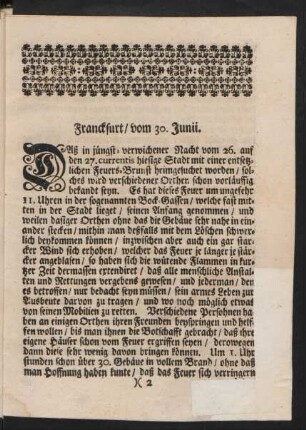 Franckfurt / vom 30. Junii.
Daß in jüngst-verwichener Nacht vom 26. auf
den 27. currentis hiesige Stadt mit einer entsetz-
lichen Feuers-Brunst heimgesuchet worden / sol-
ches wird verschiedener Orthen schon vorläuffig
bekandt seyn. Es hat dieses Feuer um ungefehr
11. Uhren in der sogenannten Bock-Gassen / welche fast mit-
ten in der Stadt lieget / seinen Anfang genommen / und
weilen dasiger Orthen ohne das die Gebäue sehr nahe in ein-
ander stecken / mithin man deßfalls mit dem Löschen schwer-
lich beykommen können / inzwischen aber auch ein gar star-
cker Wind sich erhoben / welcher das Feuer je länger je stär-
cker angeblasen / so haben sich die wütende Flammen in kur-
tzer Zeit dermassen extendiret / daß alle menschliche Anstal-
ten und Rettungen vergebens gewesen / und jederman / den
es betroffen / nur bedacht seyn müssen / sein armes Leben zur
Ausbeute darvon zu tragen / und wo noch möglich etwas
von seinen Mobilien zu retten. Verschiedene Persohnen
haben an einigen Orthen ihren Freunden beyspringen und helf-
fen wollen / bis man ihnen die Botschafft gebracht / daß ihre
eigene Häuser schon vom Feuer ergriffen seyen / derowegen
dann diese sehr wenig davon bringen können. Um 1. Uhr
stunden schon über 30. Gebäue in vollem Brand / ohne daß
man Hoffnung haben kunte / daß das Feuer sich verringern
)( 2